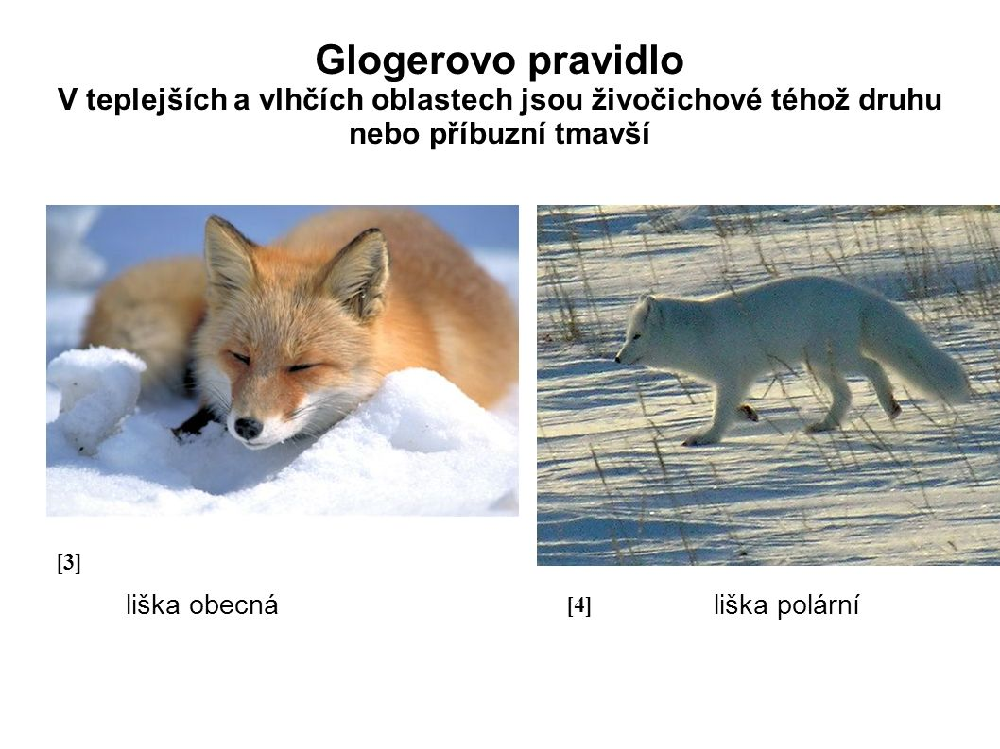 Glogerovo pravidlo
V teplejších a vlhčích oblastech jsou živočichové téhož druhu
nebo příbuzní tmavší
[3]
liška obecná
[4]
liška polární